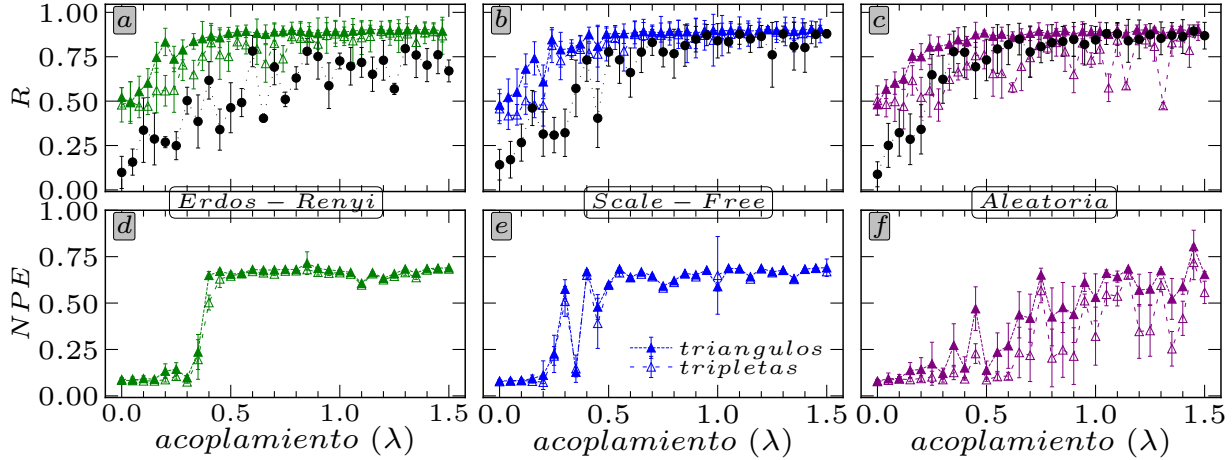 1.00
0.75
0.50
0.25
0.00
R
a
b
c
Erdos − Renyi
Scale − Free
Aleatoria
1.00
0.75
0.50
0.25
0.00
NPE
d
e
f
triangulos
tripletas
0.0 0.5 1.0 1.5
0.0 0.5 1.0 1.5
0.0 0.5 1.0 1.5
acoplamiento (λ)
acoplamiento (λ)
acoplamiento (λ)